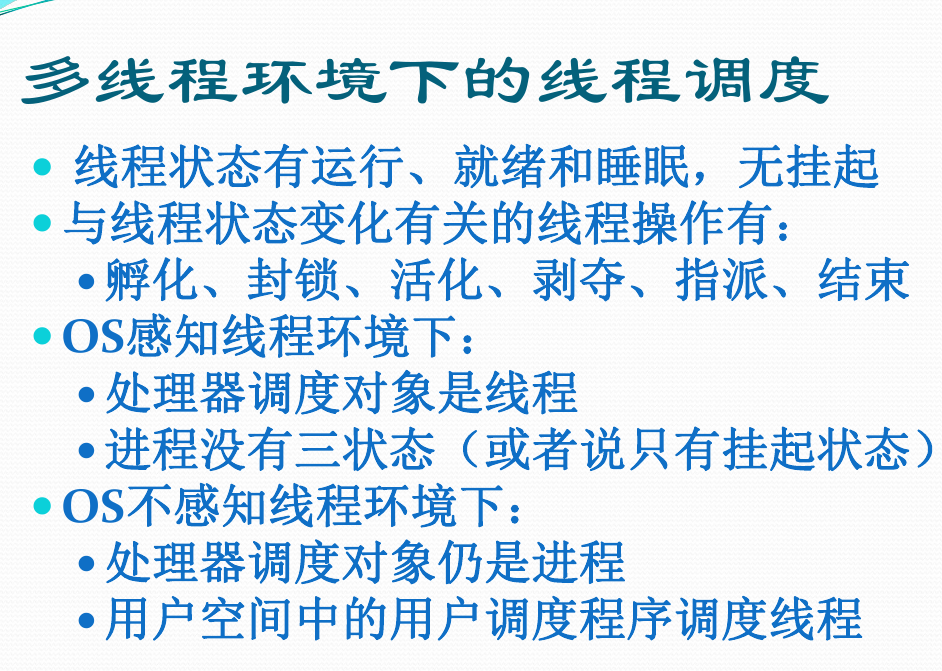 多线程环境下的线程调度
线程状态有运行、就绪和睡眠，无挂起
与线程状态变化有关的线程操作有：
孵化、封锁、活化、剥夺、指派、结束
OS感知线程环境下：
处理器调度对象是线程
进程没有三状态（或者说只有挂起状态）
OS不感知线程环境下：
处理器调度对象仍是进程
用户空间中的用户调度程序调度线程